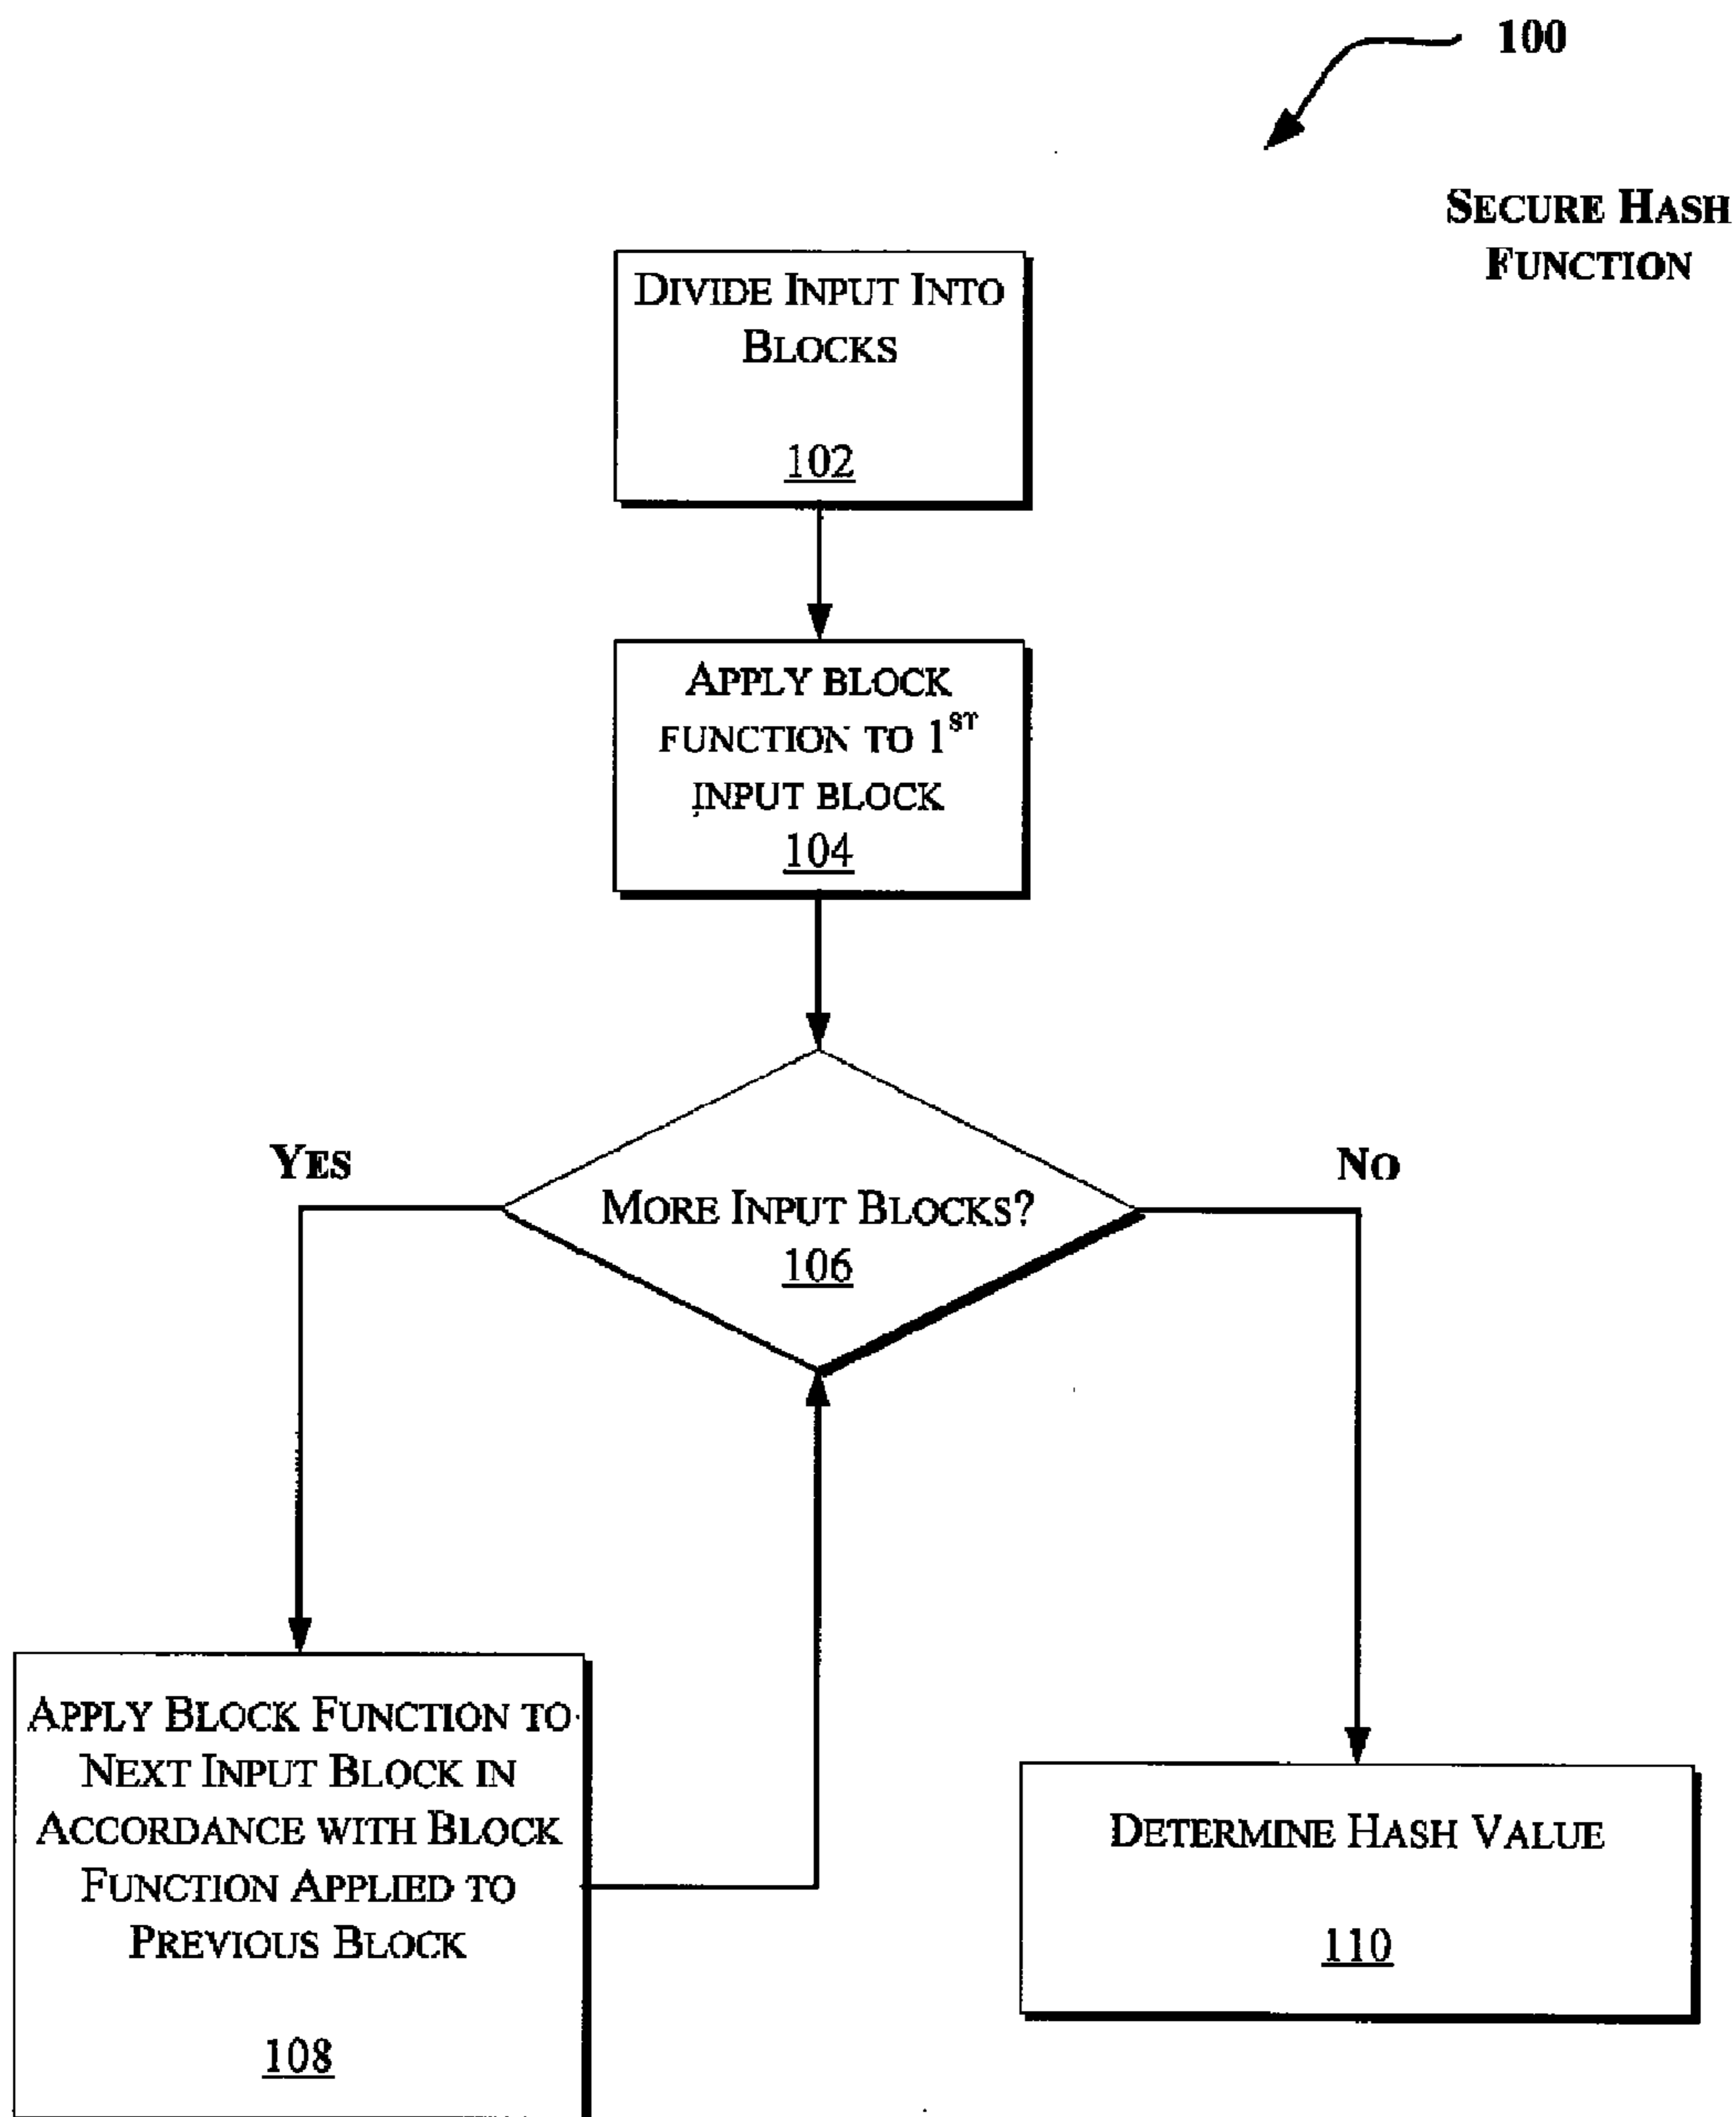 100
SECURE HASH
FUNCTION
DIVIDE INPUT INTO
BLOCKS
102
APPLY BLOCK
FUNCTION TO 1ST
INPUT BLOCK
104
YES
NO
MORE INPUT BLOCKS?
106
APPLY BLOCK FUNCTION TO
NEXT INPUT BLOCK IN
ACCORDANCE WITH BLOCK
FUNCTION APPLIED TO
PREVIOUS BLOCK
108
DETERMINE HASH VALUE
110